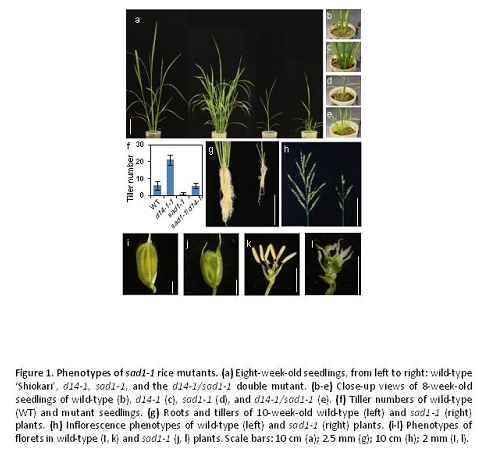 a
b
c
d
e
f
Tiller number
30
20
10
0
WT
d14-1
sad1-1
sad1-1/d14-1
g
h
i
j
k
l
Figure 1. Phenotypes of sad1-1 rice mutants. (a) Eight-week-old seedlings, from left to right: wild-type
‘Shiokari’, d14-1, sad1-1, and the d14-1/sad1-1 double mutant. (b-e) Close-up views of 8-week-old
seedlings of wild-type (b), d14-1 (c), sad1-1 (d), and d14-1/sad1-1 (e). (f) Tiller numbers of wild-type
(WT) and mutant seedlings. (g) Roots and tillers of 10-week-old wild-type (left) and sad1-1 (right)
plants. (h) Inflorescence phenotypes of wild-type (left) and sad1-1 (right) plants. (i-l) Phenotypes of
florets in wild-type (I, k) and sad1-1 (j, l) plants. Scale bars: 10 cm (a); 2.5 mm (g); 10 cm (h); 2 mm (I, l).